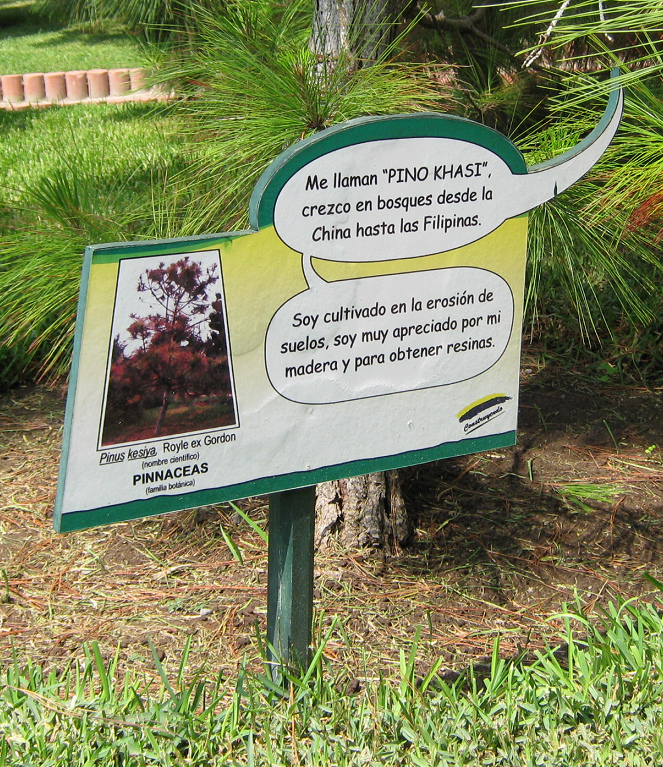 Me llaman "PINO KHASI",
crezco en bosques desde la
China hasta las Filipinas.
Soy cultivado en la erosión de
suelos, soy muy apreciado por mi
madera y para obtener resinas.
Pinus kesiya, Royle ex Gordon
(nombre científico)
PINNACEAS
(familia botánica)
Construyendo